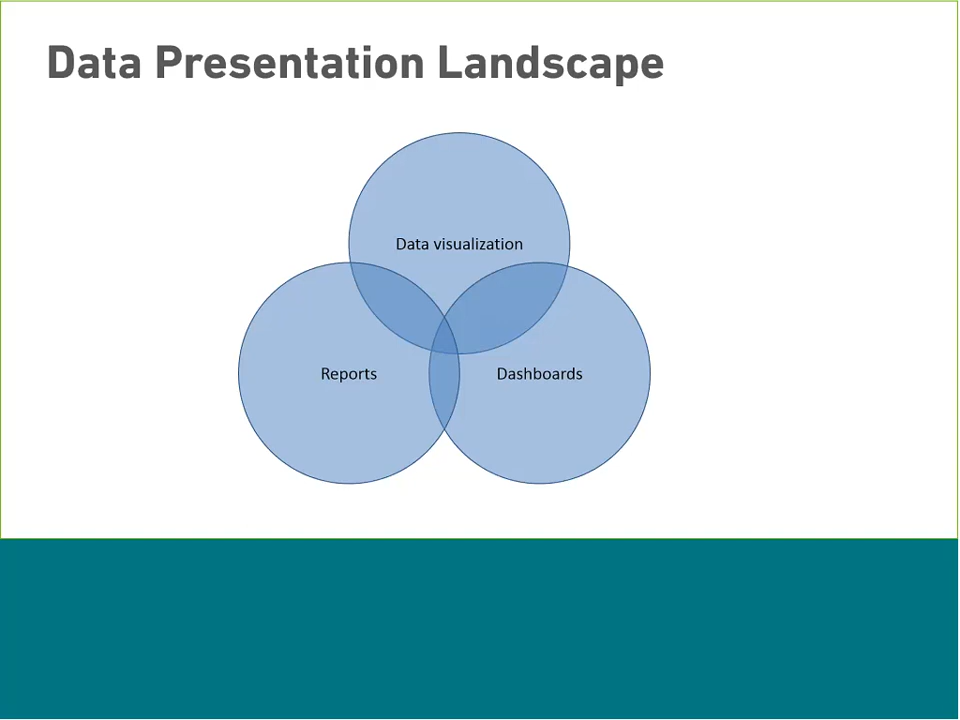 Data Presentation Landscape
Data visualization
Reports
Dashboards